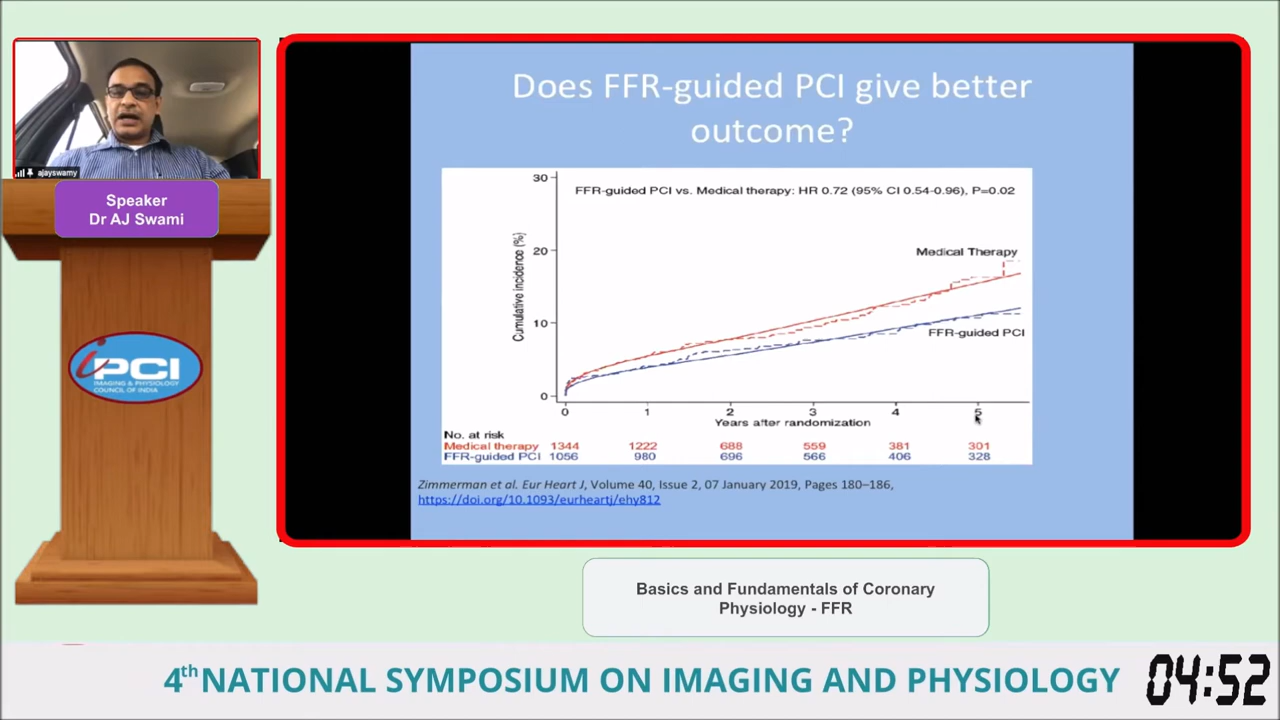 ajayswamy
Speaker
Dr AJ Swami
iPCI
IMAGING & PHYSIOLOGY
COUNCIL OF INDIA
Does FFR-guided PCI give better
outcome?
FFR-guided PCI vs. Medical therapy: HR 0.72 (95% CI 0.54-0.96), P=0.02
Cumulative incidence (%)
30
20
10
0
Medical Therapy
FFR-guided PCI
0 1 2 3 4 5
Years after randomization
No. at risk
Medical therapy 1344 1222 688 559 381 301
FFR-guided PCI 1056 980 696 566 406 328
Zimmerman et al. Eur Heart J, Volume 40, Issue 2, 07 January 2019, Pages 180–186,
https://doi.org/10.1093/eurheartj/ehy812
Basics and Fundamentals of Coronary
Physiology - FFR
4th NATIONAL SYMPOSIUM ON IMAGING AND PHYSIOLOGY
04:52